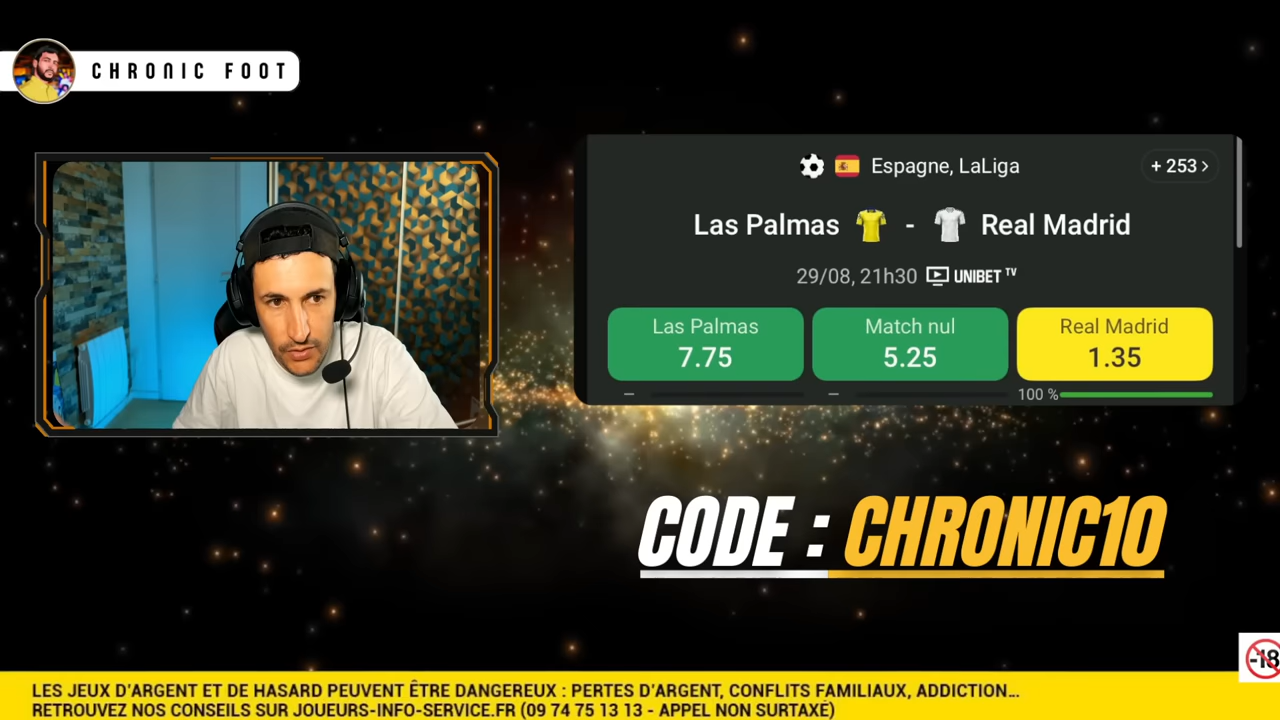 CHRONIC FOOT
Espagne, LaLiga
+ 253 >
Las Palmas - Real Madrid
29/08, 21h30 UNIBET TV
Las Palmas Match nul Real Madrid
7.75 5.25 1.35
– – 100 %
CODE : CHRONIC10
-18
LES JEUX D'ARGENT ET DE HASARD PEUVENT ÊTRE DANGEREUX : PERTES D'ARGENT, CONFLITS FAMILIAUX, ADDICTION...
RETROUVEZ NOS CONSEILS SUR JOUEURS-INFO-SERVICE.FR (09 74 75 13 13 - APPEL NON SURTAXÉ)